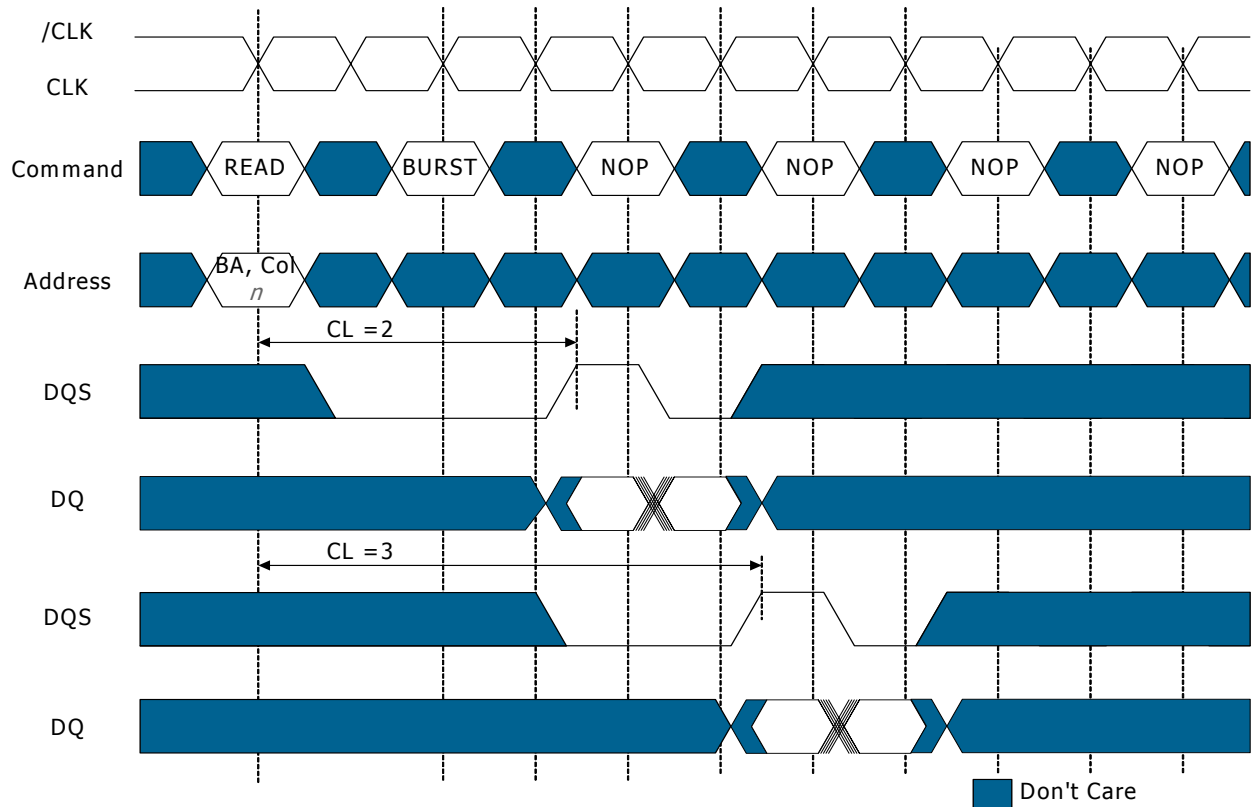 /CLK
CLK
Command READ BURST NOP NOP NOP NOP
Address BA, Col
n
CL =2
DQS
DQ
CL =3
DQS
DQ
Don't Care